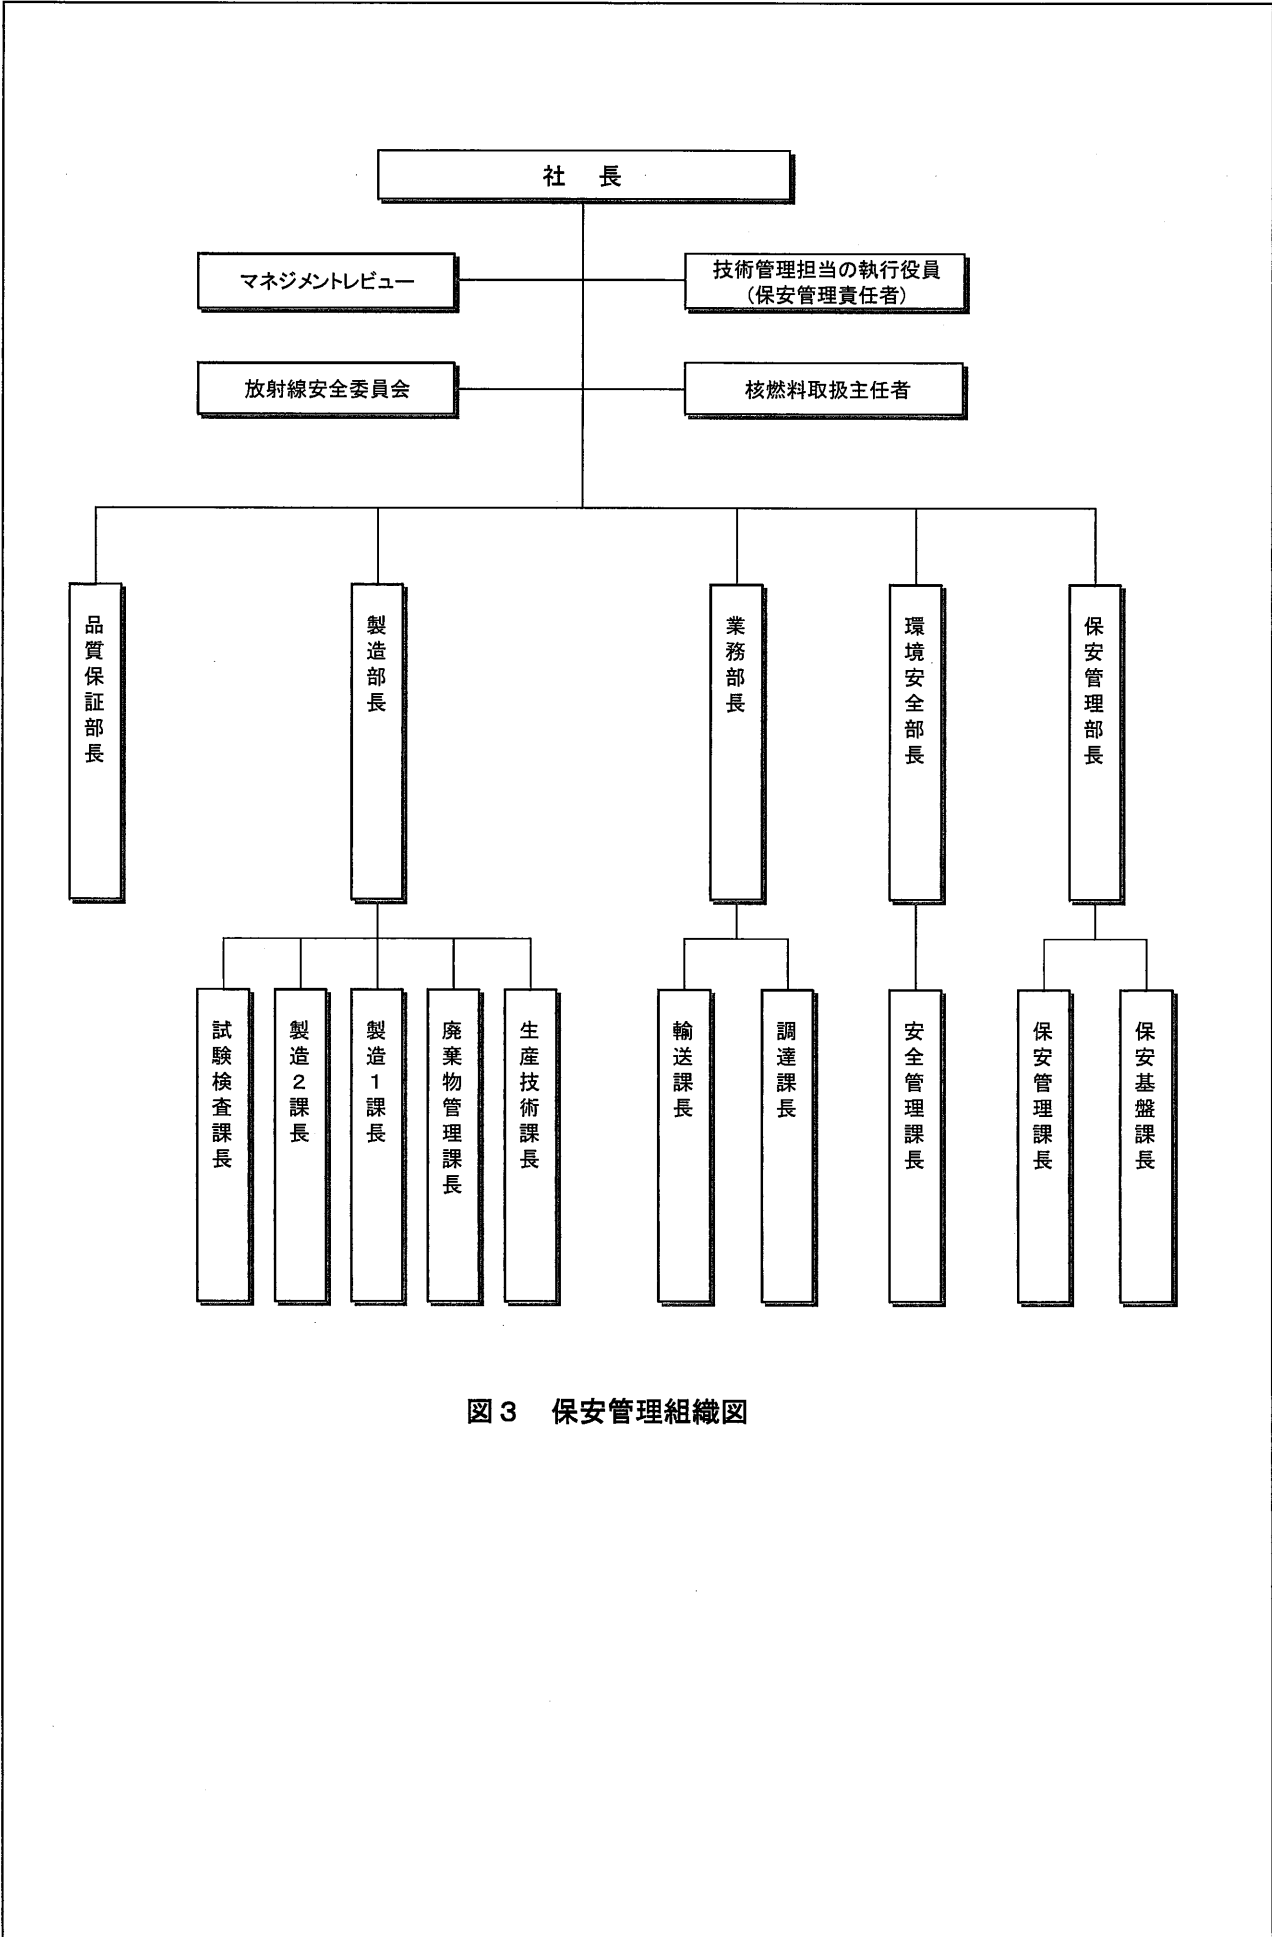 社　長
マネジメントレビュー
技術管理担当の執行役員
(保安管理責任者)
放射線安全委員会
核燃料取扱主任者
品質保証部長
製造部長
業務部長
環境安全部長
保安管理部長
試験検査課長
製造2課長
製造1課長
廃棄物管理課長
生産技術課長
輸送課長
調達課長
安全管理課長
保安管理課長
保安基盤課長
図3　保安管理組織図